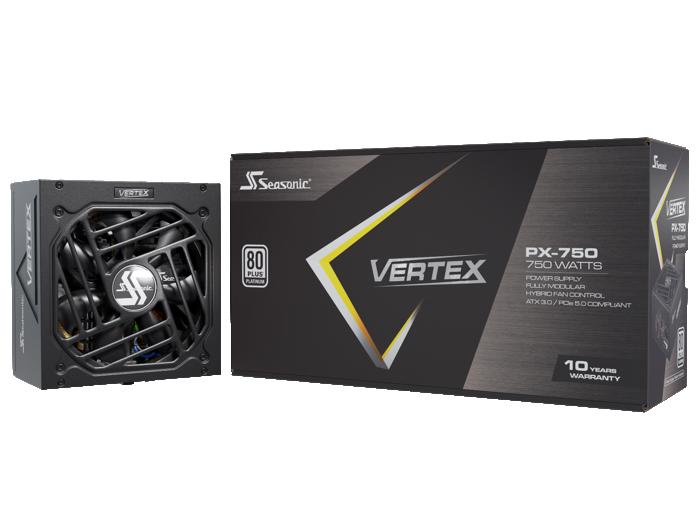 VERTEX
VERTEX
Seasonic
Seasonic
80
PLUS
PLATINUM
VERTEX
PX-750
750 WATTS
POWER SUPPLY
FULLY MODULAR
HYBRID FAN CONTROL
ATX 3.0 / PCIe 5.0 COMPLIANT
10 YEARS
WARRANTY
VERTEX
PX-750